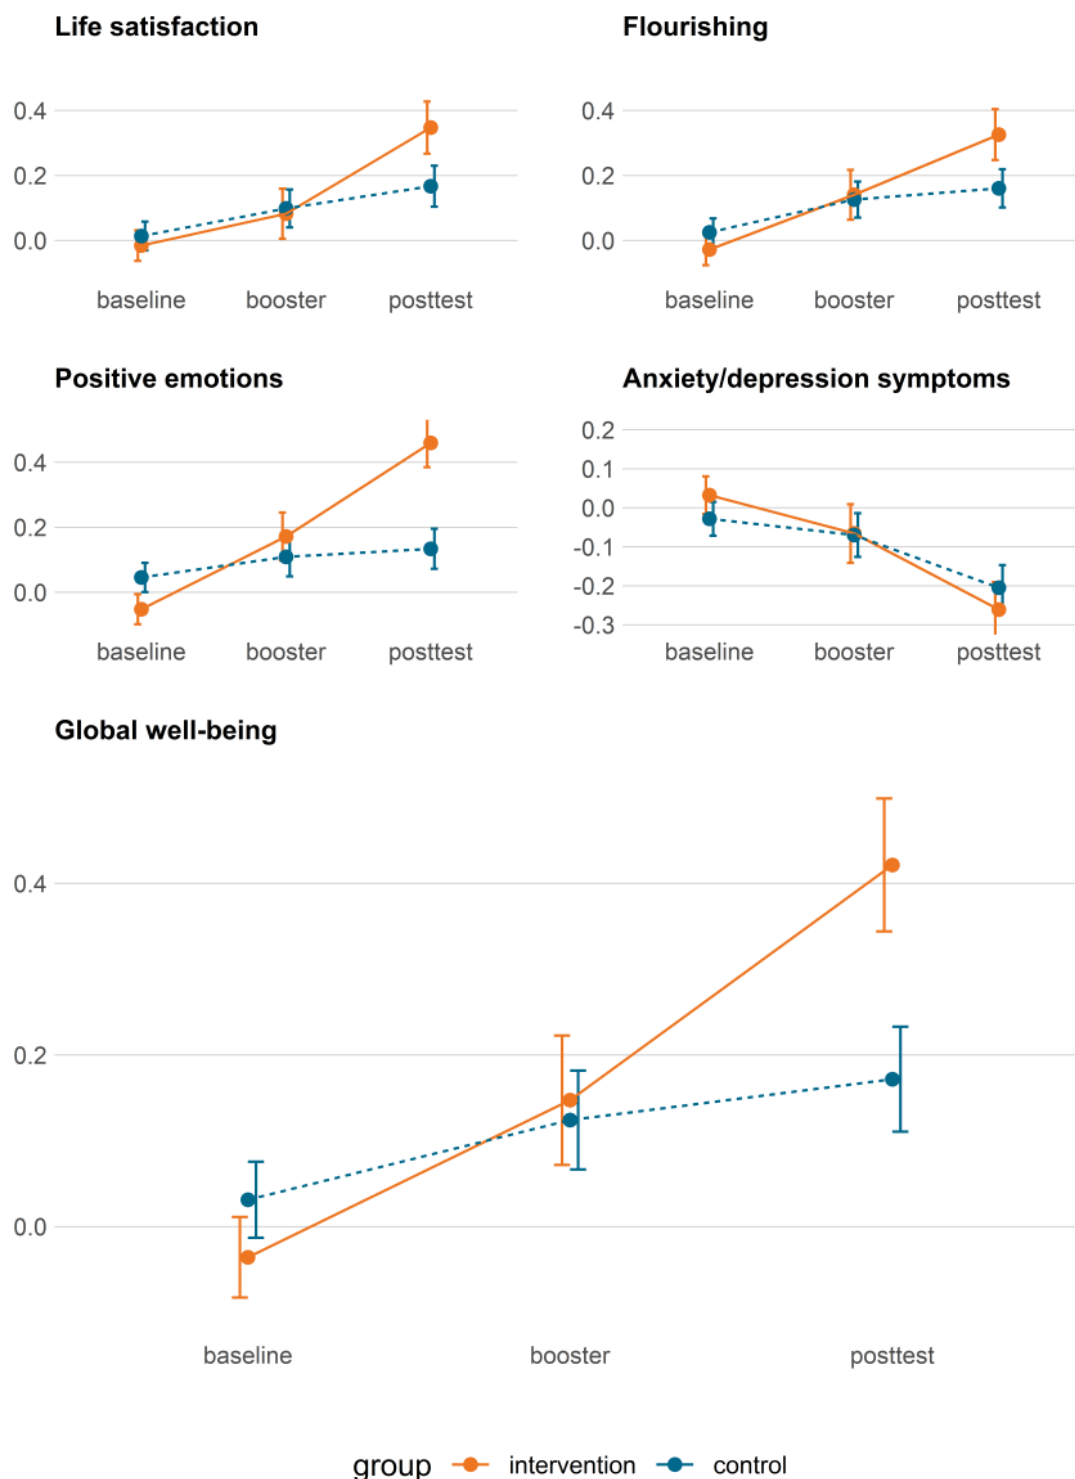 Life satisfaction
0.4
0.2
0.0
baseline booster posttest
Flourishing
0.4
0.2
0.0
baseline booster posttest
Positive emotions
0.4
0.2
0.0
baseline booster posttest
Anxiety/depression symptoms
0.2
0.1
0.0
-0.1
-0.2
-0.3
baseline booster posttest
Global well-being
0.4
0.2
0.0
baseline booster posttest
group intervention control